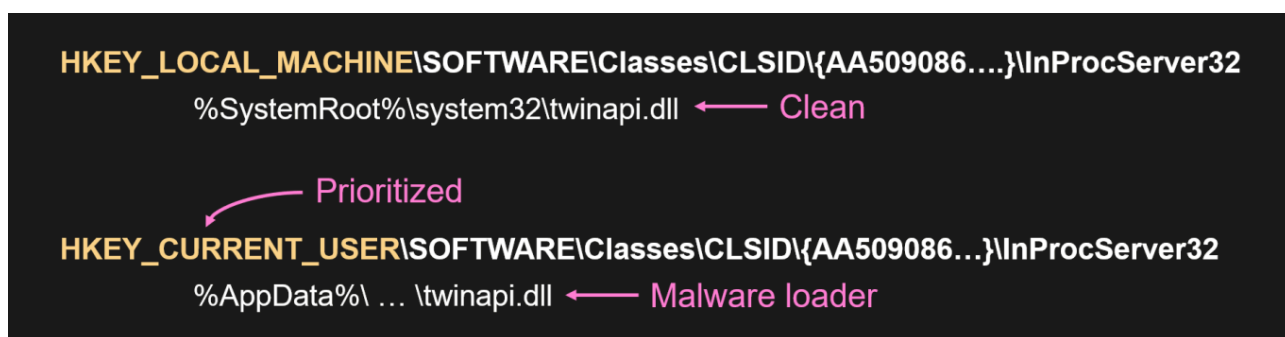 HKEY_LOCAL_MACHINE\SOFTWARE\Classes\CLSID\{AA509086....}\InProcServer32
%SystemRoot%\system32\twinapi.dll Clean
Prioritized
HKEY_CURRENT_USER\SOFTWARE\Classes\CLSID\{AA509086...}\InProcServer32
%AppData%\ ... \twinapi.dll Malware loader